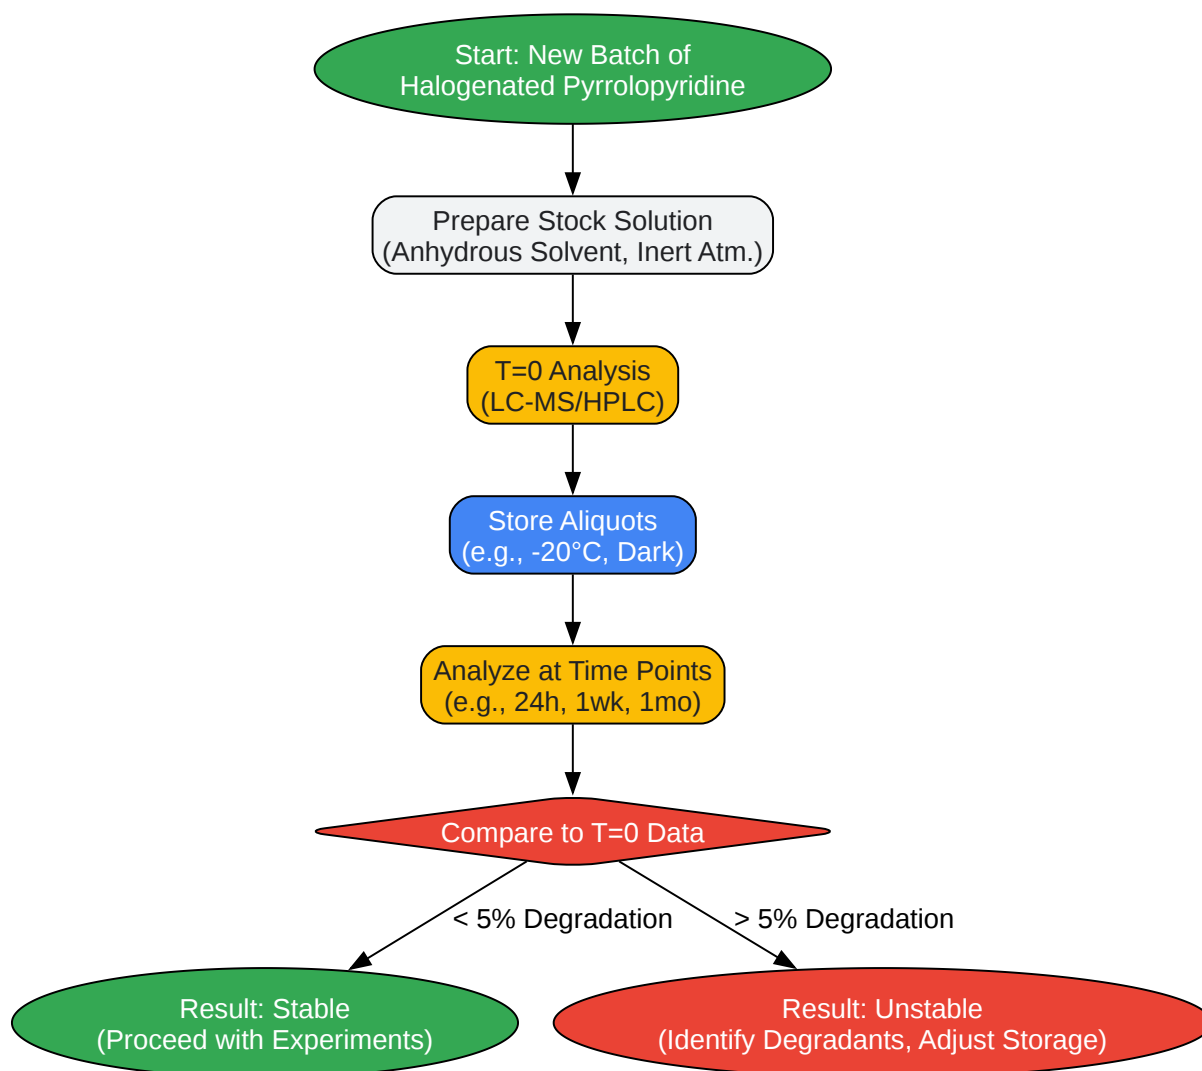 Start: New Batch of
Halogenated Pyrrolopyridine
Prepare Stock Solution
(Anhydrous Solvent, Inert Atm.)
T=0 Analysis
(LC-MS/HPLC)
Store Aliquots
(e.g., -20°C, Dark)
Analyze at Time Points
(e.g., 24h, 1wk, 1mo)
Compare to T=0 Data
< 5% Degradation
> 5% Degradation
Result: Stable
(Proceed with Experiments)
Result: Unstable
(Identify Degradants, Adjust Storage)